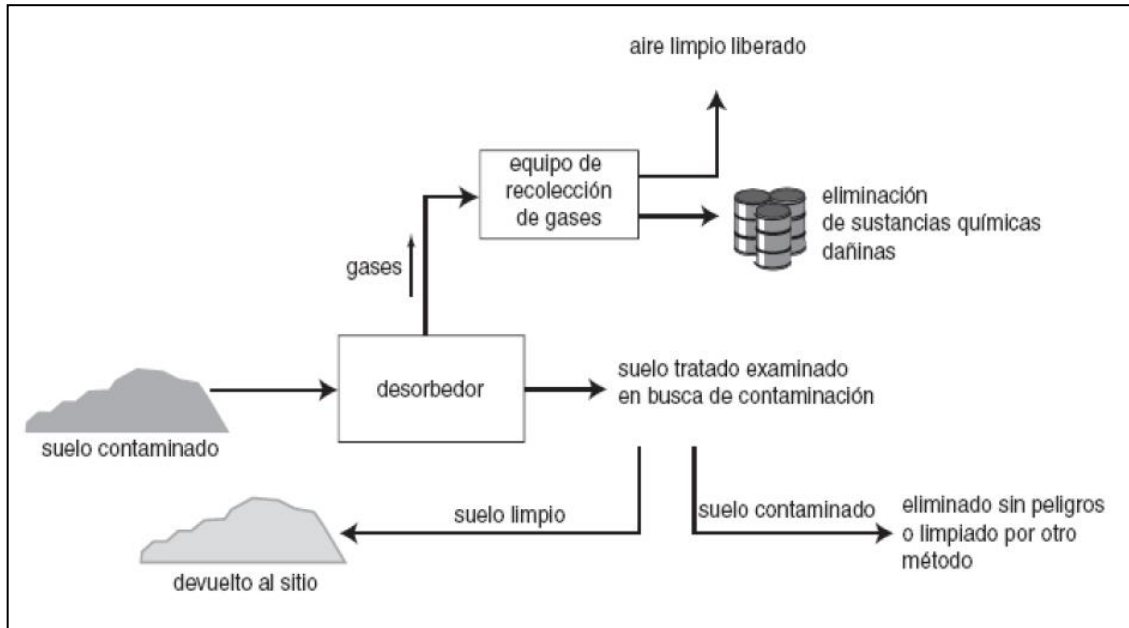 aire limpio liberado
equipo de
recolección
de gases
eliminación
de sustancias químicas
dañinas
gases
desorbedor
suelo tratado examinado
en busca de contaminación
suelo contaminado
suelo limpio
suelo contaminado
eliminado sin peligros
o limpiado por otro
método
devuelto al sitio